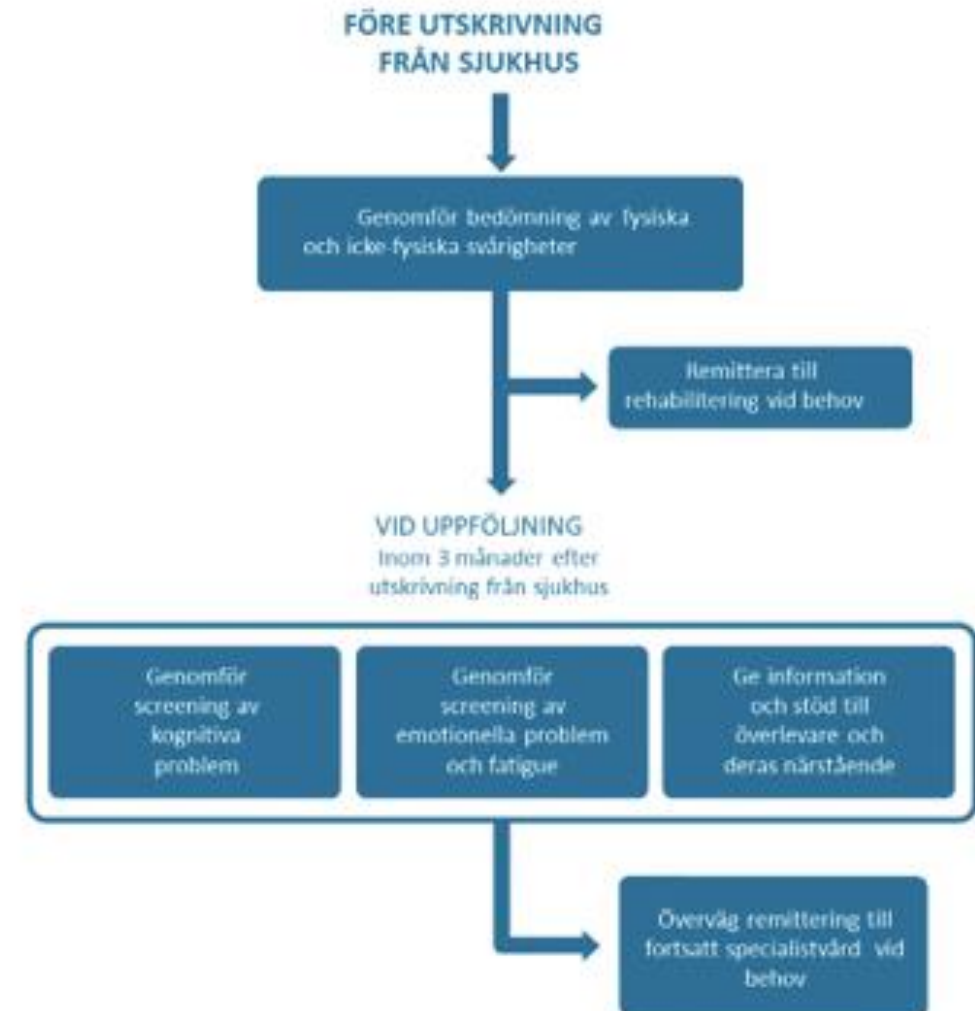 FÖRE UTSKRIVNING
FRÅN SJUKHUS
Genomför bedömning av fysiska
och icke-fysiska svårigheter
Remittera till
rehabilitering vid behov
VID UPPFÖLJNING
Inom 3 månader efter
utskrivning från sjukhus
Genomför
screening av
kognitiva
problem
Genomför
screening av
emotionella problem
och fatigue
Ge information
och stöd till
överlevare och
deras närstående
Överväg remittering till
fortsatt specialistvård vid
behov